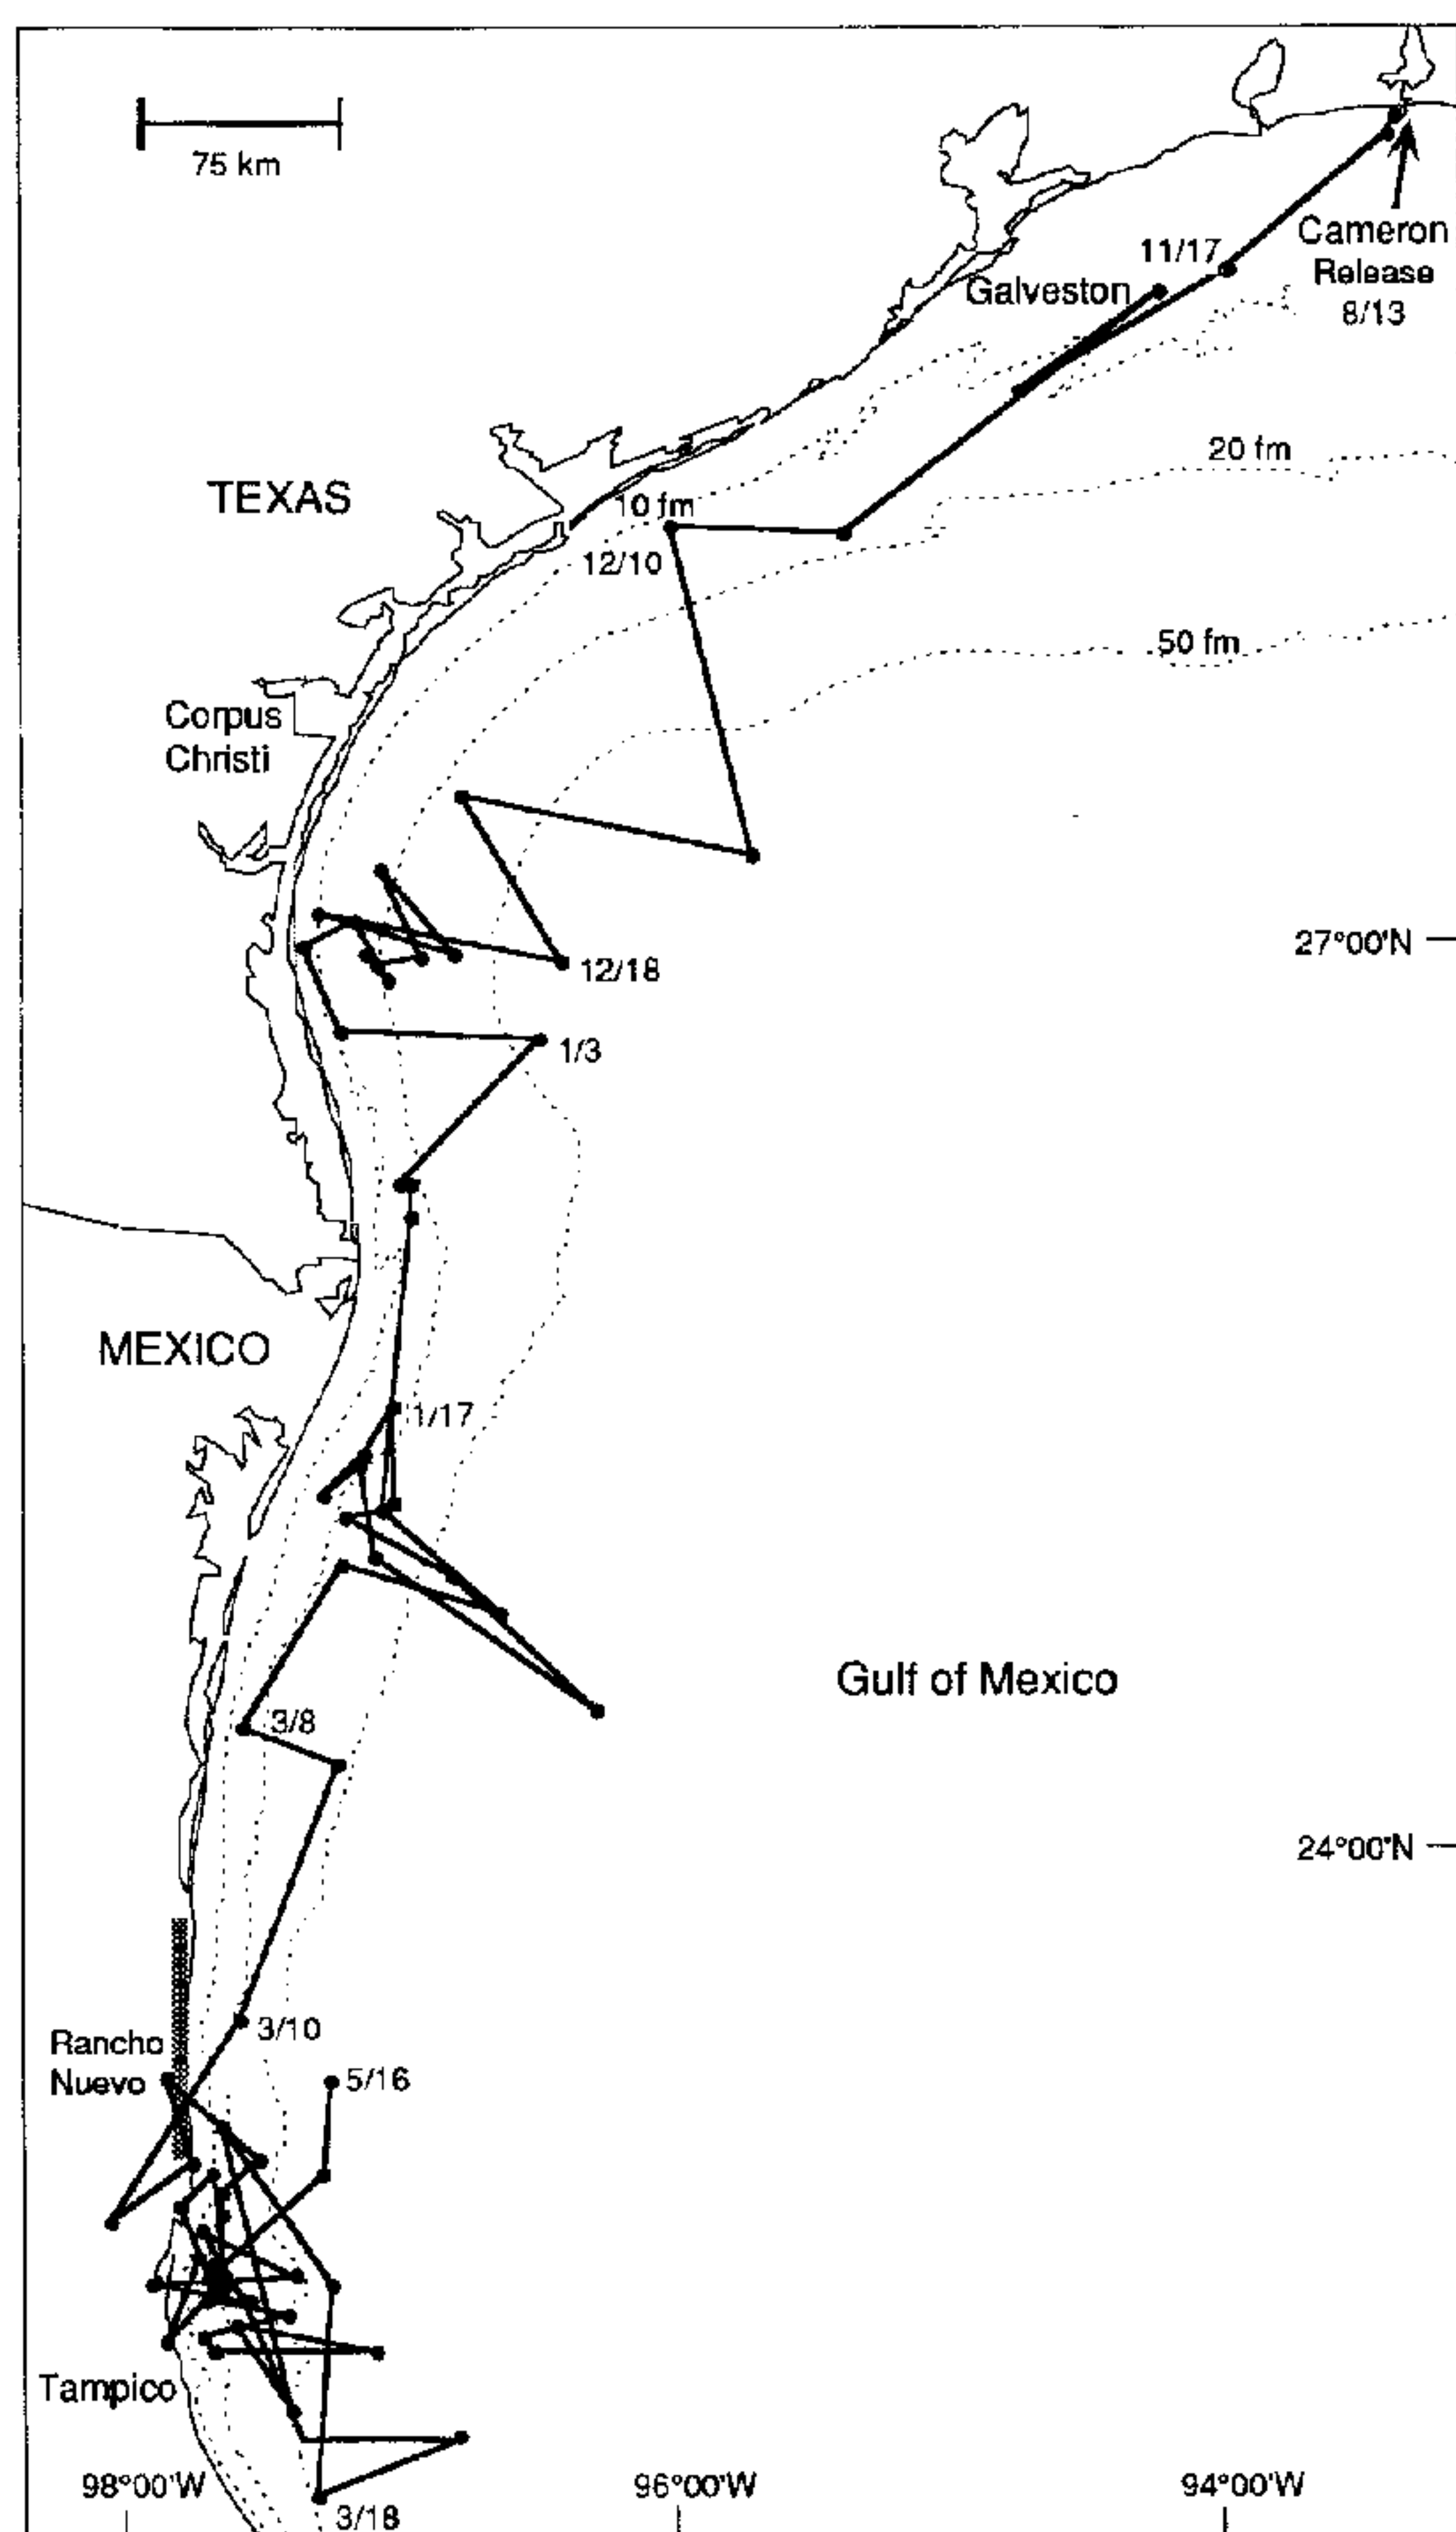 75 km
Cameron
Release
8/13
11/17
Galveston
20 fm
TEXAS
10 fm
12/10
50 fm
Corpus
Christi
27°00'N
12/18
1/3
MEXICO
1/17
Gulf of Mexico
3/8
24°00'N
3/10
Rancho
Nuevo
5/16
Tampico
98°00'W
96°00'W
94°00'W
3/18